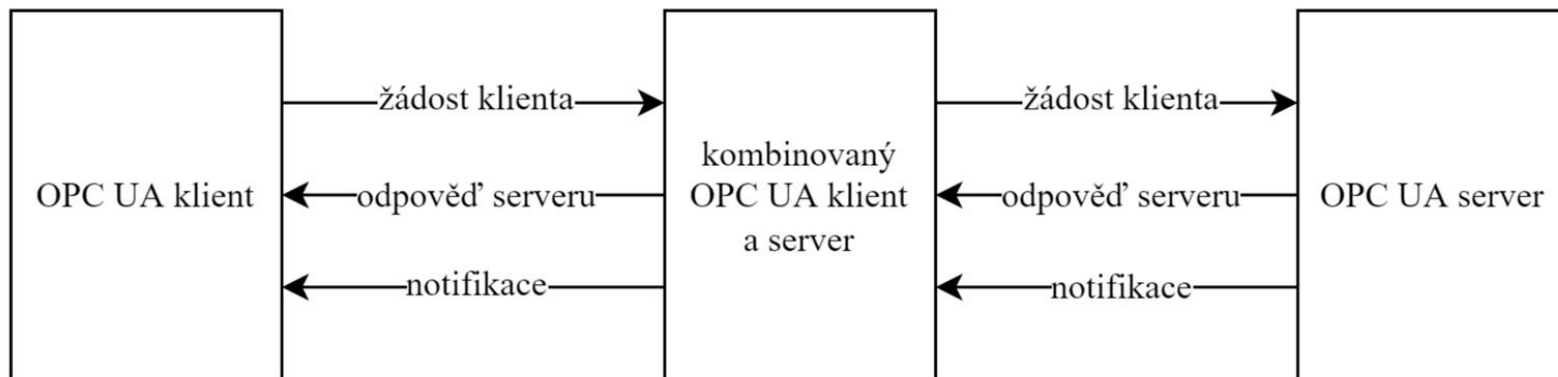 žádost klienta
žádost klienta
OPC UA klient
odpověď serveru
kombinovaný
OPC UA klient
a server
odpověď serveru
OPC UA server
notifikace
notifikace